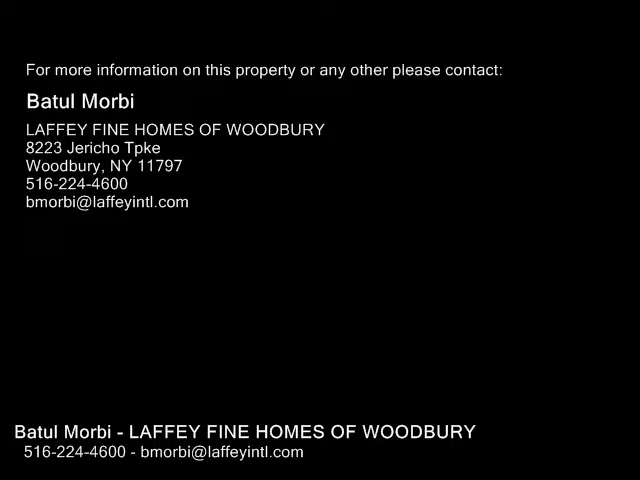 For more information on this property or any other please contact:
Batul Morbi
LAFFEY FINE HOMES OF WOODBURY
8223 Jericho Tpke
Woodbury, NY 11797
516-224-4600
bmorbi@laffeyintl.com
Batul Morbi - LAFFEY FINE HOMES OF WOODBURY
516-224-4600 - bmorbi@laffeyintl.com